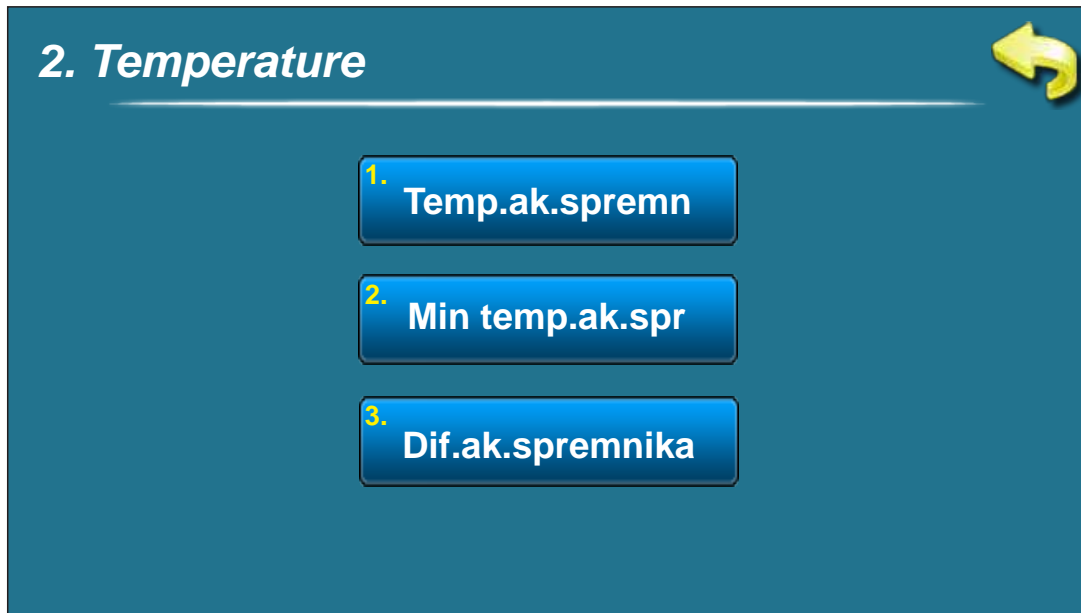 2. Temperature
1.
Temp.ak.spremn
2.
Min temp.ak.spr
3.
Dif.ak.spremnika